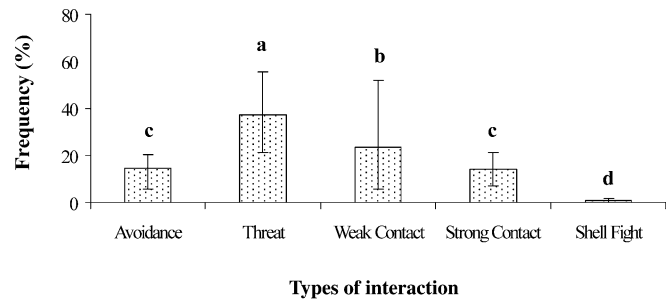 Frequency (%)
80
60
40
20
0
a
b
c
c
d
Avoidance Threat Weak Contact Strong Contact Shell Fight
Types of interaction